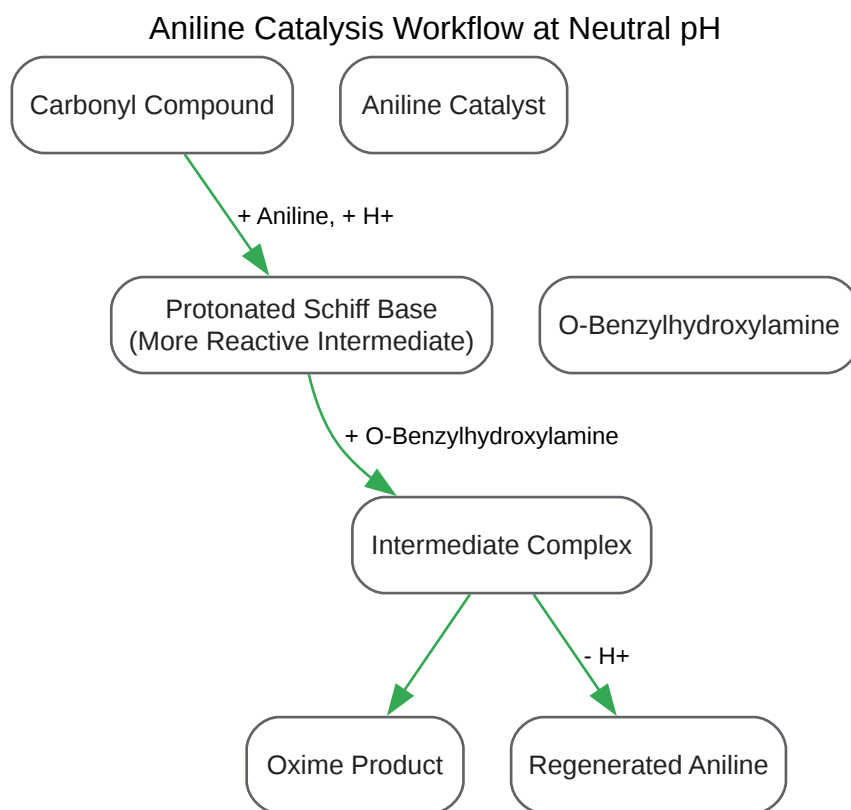 Aniline Catalysis Workflow at Neutral pH
Carbonyl Compound
Aniline Catalyst
+ Aniline, + H+
Protonated Schiff Base
(More Reactive Intermediate)
O-Benzylhydroxylamine
+ O-Benzylhydroxylamine
Intermediate Complex
- H+
Oxime Product
Regenerated Aniline